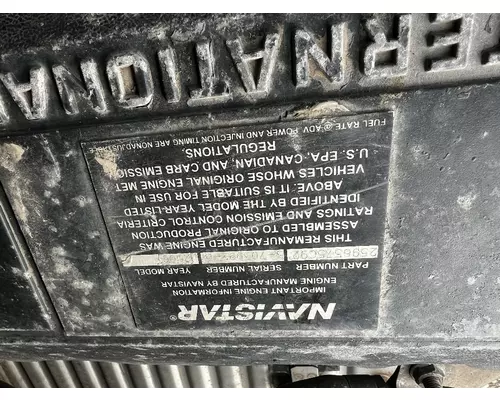 NAVISTAR®
IMPORTANT ENGINE INFORMATION
ENGINE MANUFACTURED BY NAVISTAR
PART NUMBER SERIAL NUMBER YEAR MODEL
THIS REMANUFACTURED ENGINE WAS
ASSEMBLED TO CURRENT EPA
RATINGS AND EMISSION CONTROL CRITERIA
IDENTIFIED BY THE MODEL YEAR LISTED
ABOVE. IT IS SUITABLE FOR USE IN
VEHICLES WHOSE ORIGINAL ENGINE MET
U.S. EPA, CANADIAN, AND CARB EMISSION
REGULATIONS.
FUEL RATE @ ADV POWER AND INJECTION TIMING ARE NONADJUSTABLE
INTERNATIONAL